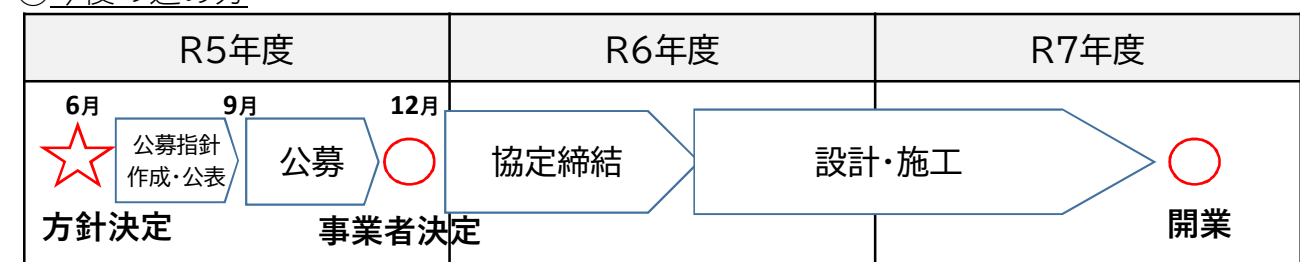 R5年度
R6年度
R7年度
6月
9月
12月
公募指針
作成・公表
公募
協定締結
設計・施工
方針決定
事業者決定
開業